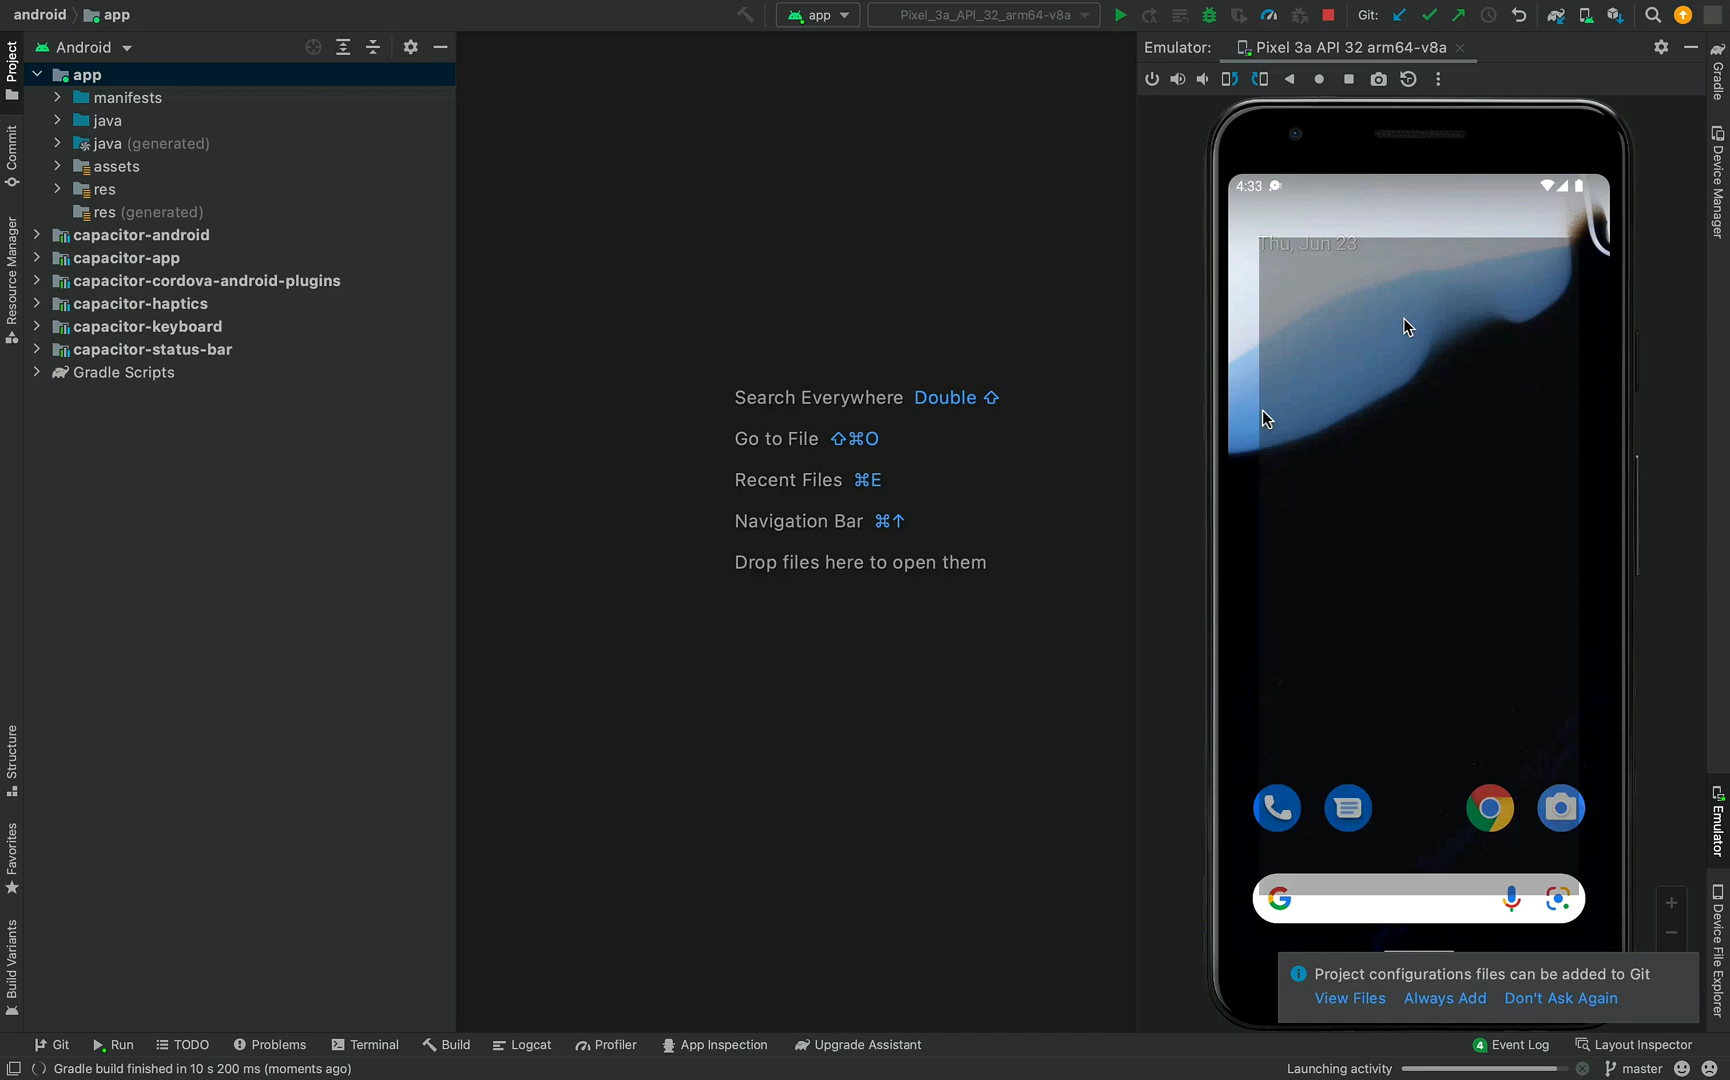 android
app
app
Pixel_3a_API_32_arm64-v8a
Git:
Android
Emulator:
Pixel 3a API 32 arm64-v8a
app
manifests
java
java (generated)
assets
res
res (generated)
capacitor-android
capacitor-app
capacitor-cordova-android-plugins
capacitor-haptics
capacitor-keyboard
capacitor-status-bar
Gradle Scripts
Project
Commit
Resource Manager
Structure
Favorites
Build Variants
Search Everywhere Double ⇧
Go to File ⇧⌘O
Recent Files ⌘E
Navigation Bar ⌘↑
Drop files here to open them
4:33
Thu, Jun 23
G
Gradle
Device Manager
Emulator
Device File Explorer
Project configurations files can be added to Git
View Files Always Add Don't Ask Again
Git
Run
TODO
Problems
Terminal
Build
Logcat
Profiler
App Inspection
Upgrade Assistant
4 Event Log
Layout Inspector
Gradle build finished in 10 s 200 ms (moments ago)
Launching activity
master